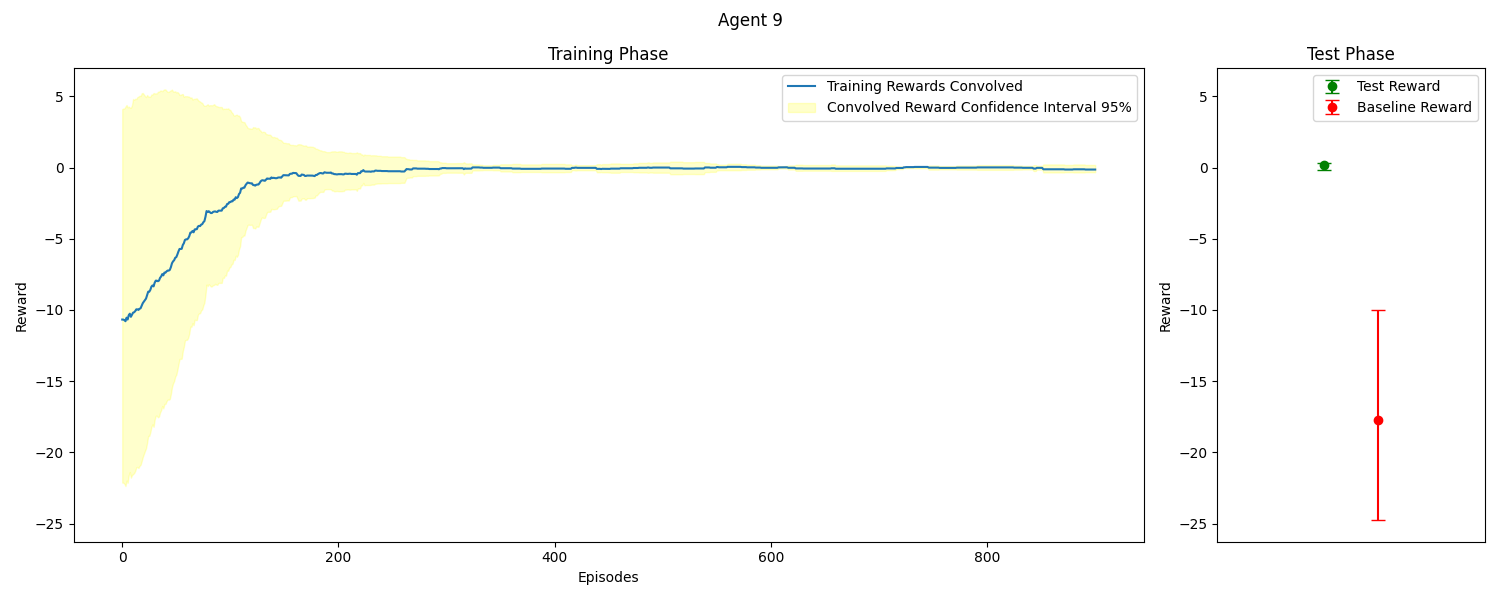 Agent 9
Training Phase
Training Rewards Convolved
Convolved Reward Confidence Interval 95%
Reward
5
0
−5
−10
−15
−20
−25
0
200
400
600
800
Episodes
Test Phase
Test Reward
Baseline Reward
Reward
5
0
−5
−10
−15
−20
−25